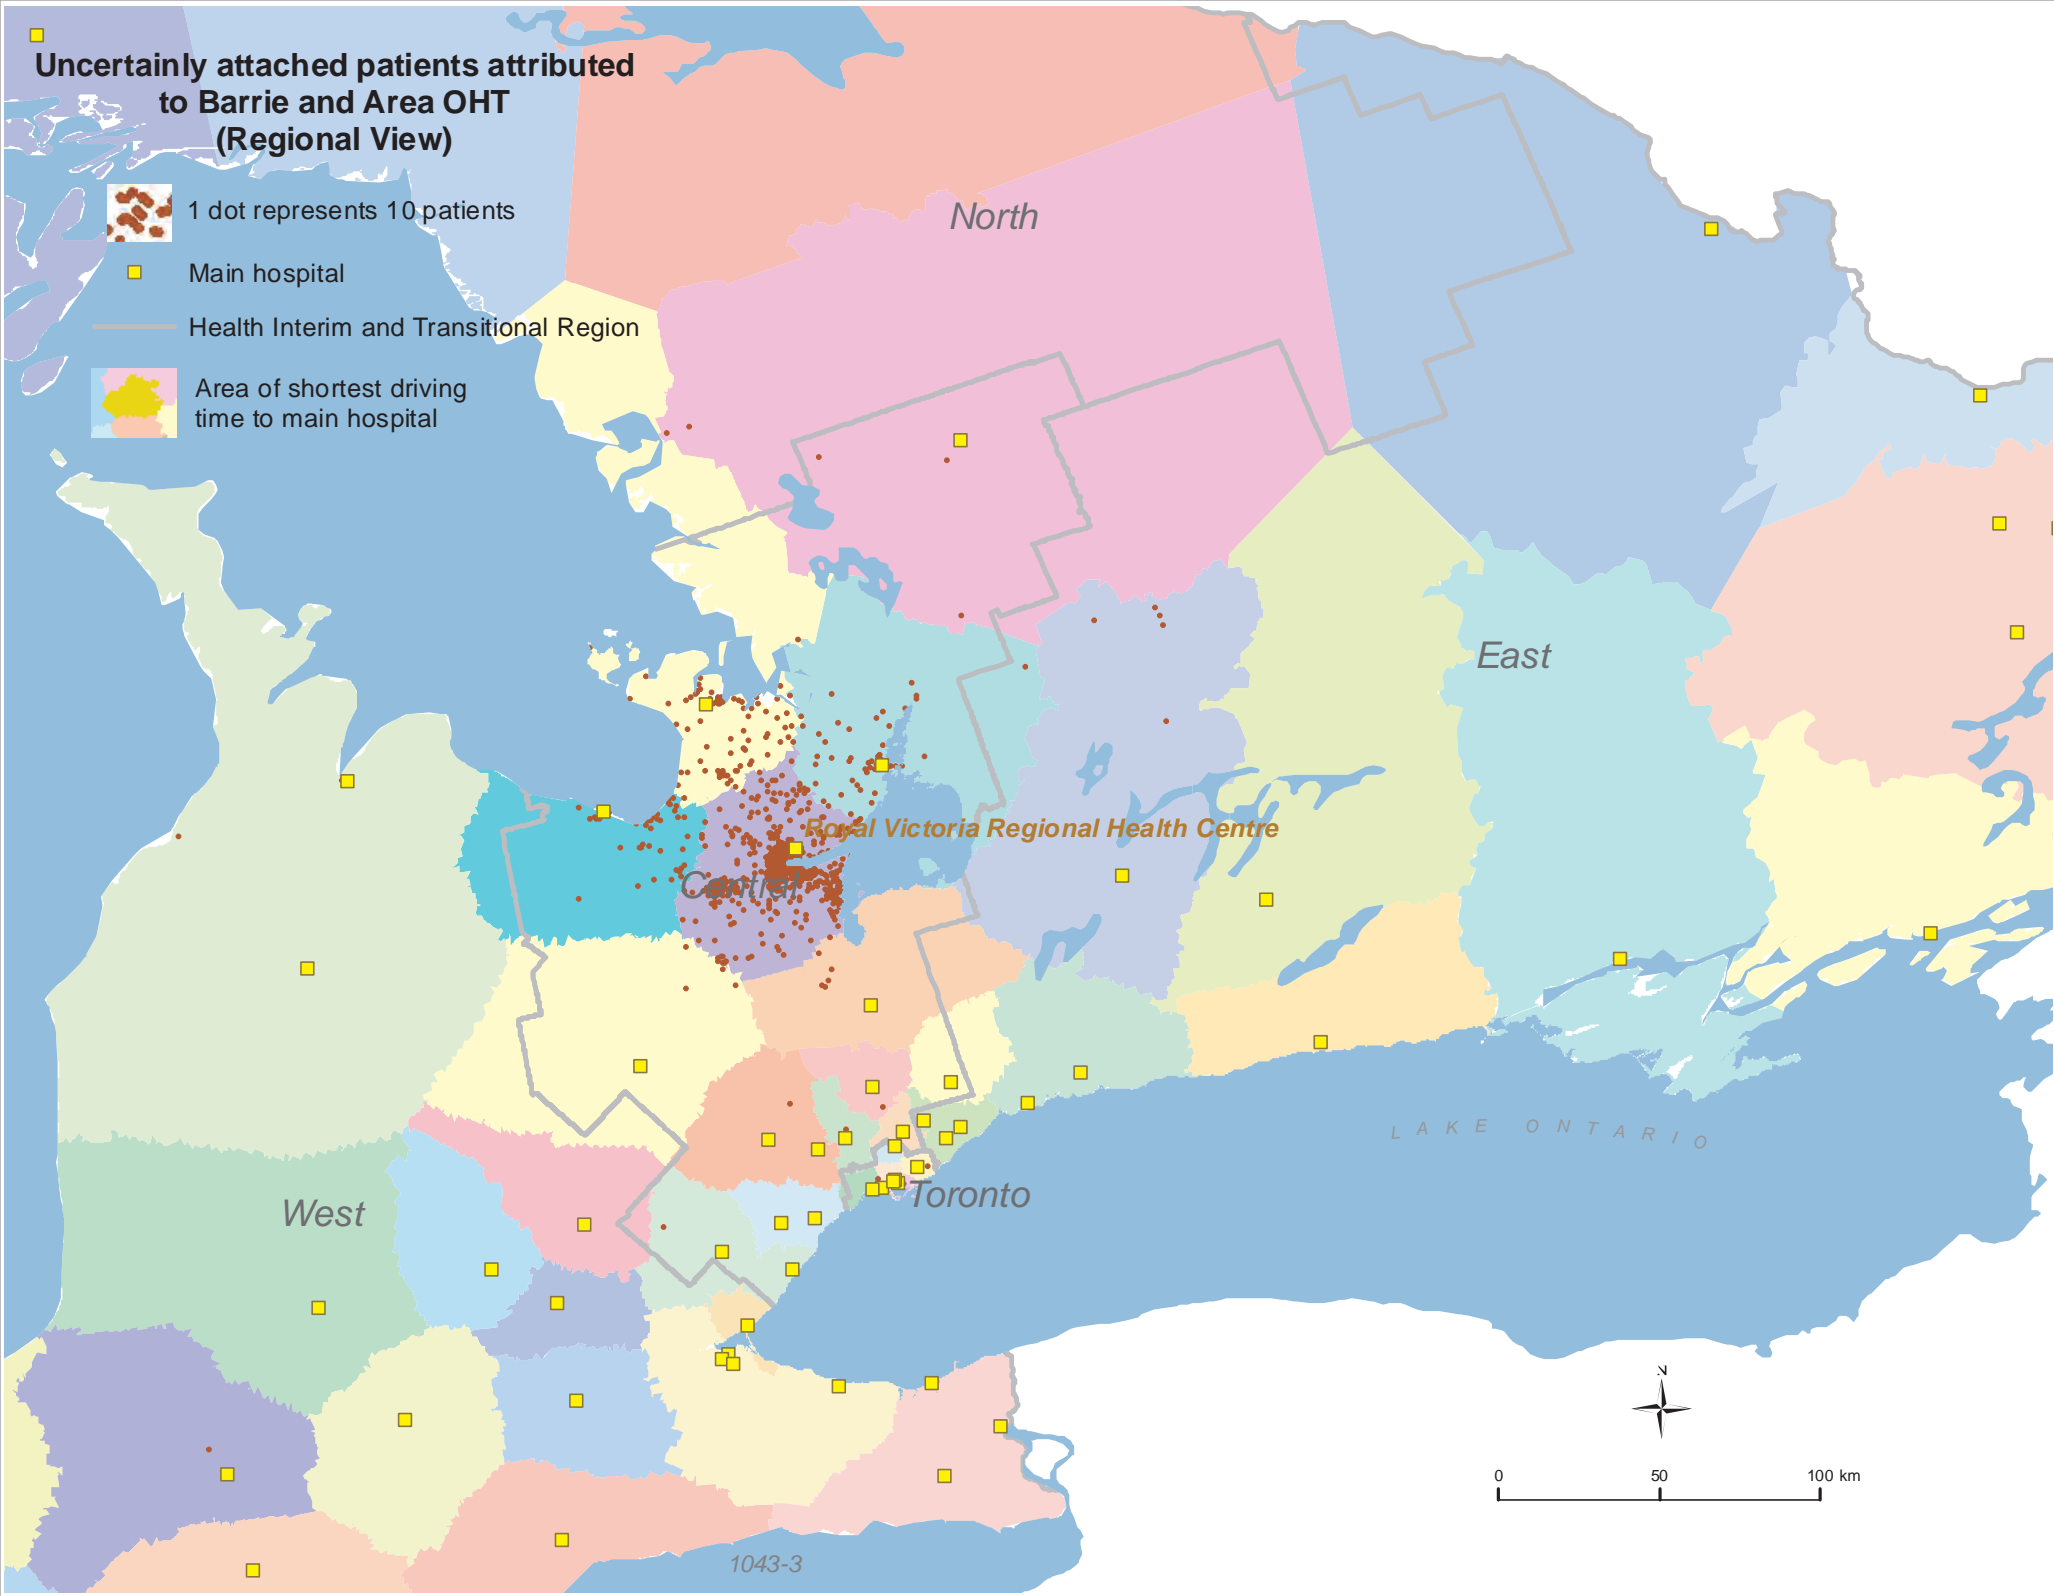 Uncertainly attached patients attributed
to Barrie and Area OHT
(Regional View)
1 dot represents 10 patients
Main hospital
Health Interim and Transitional Region
Area of shortest driving
time to main hospital
North
East
Royal Victoria Regional Health Centre
Central
LAKE ONTARIO
West
Toronto
N
0 50 100 km
1043-3